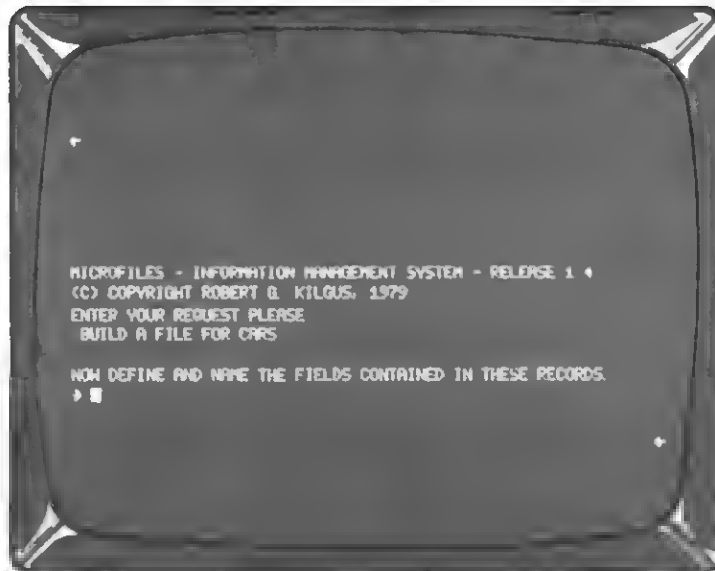 MICROFILES - INFORMATION MANAGEMENT SYSTEM - RELEASE 1.4
(C) COPYRIGHT ROBERT G. KILGUS, 1979
ENTER YOUR REQUEST PLEASE
BUILD A FILE FOR CARS
NOW DEFINE AND NAME THE FIELDS CONTAINED IN THESE RECORDS.
>